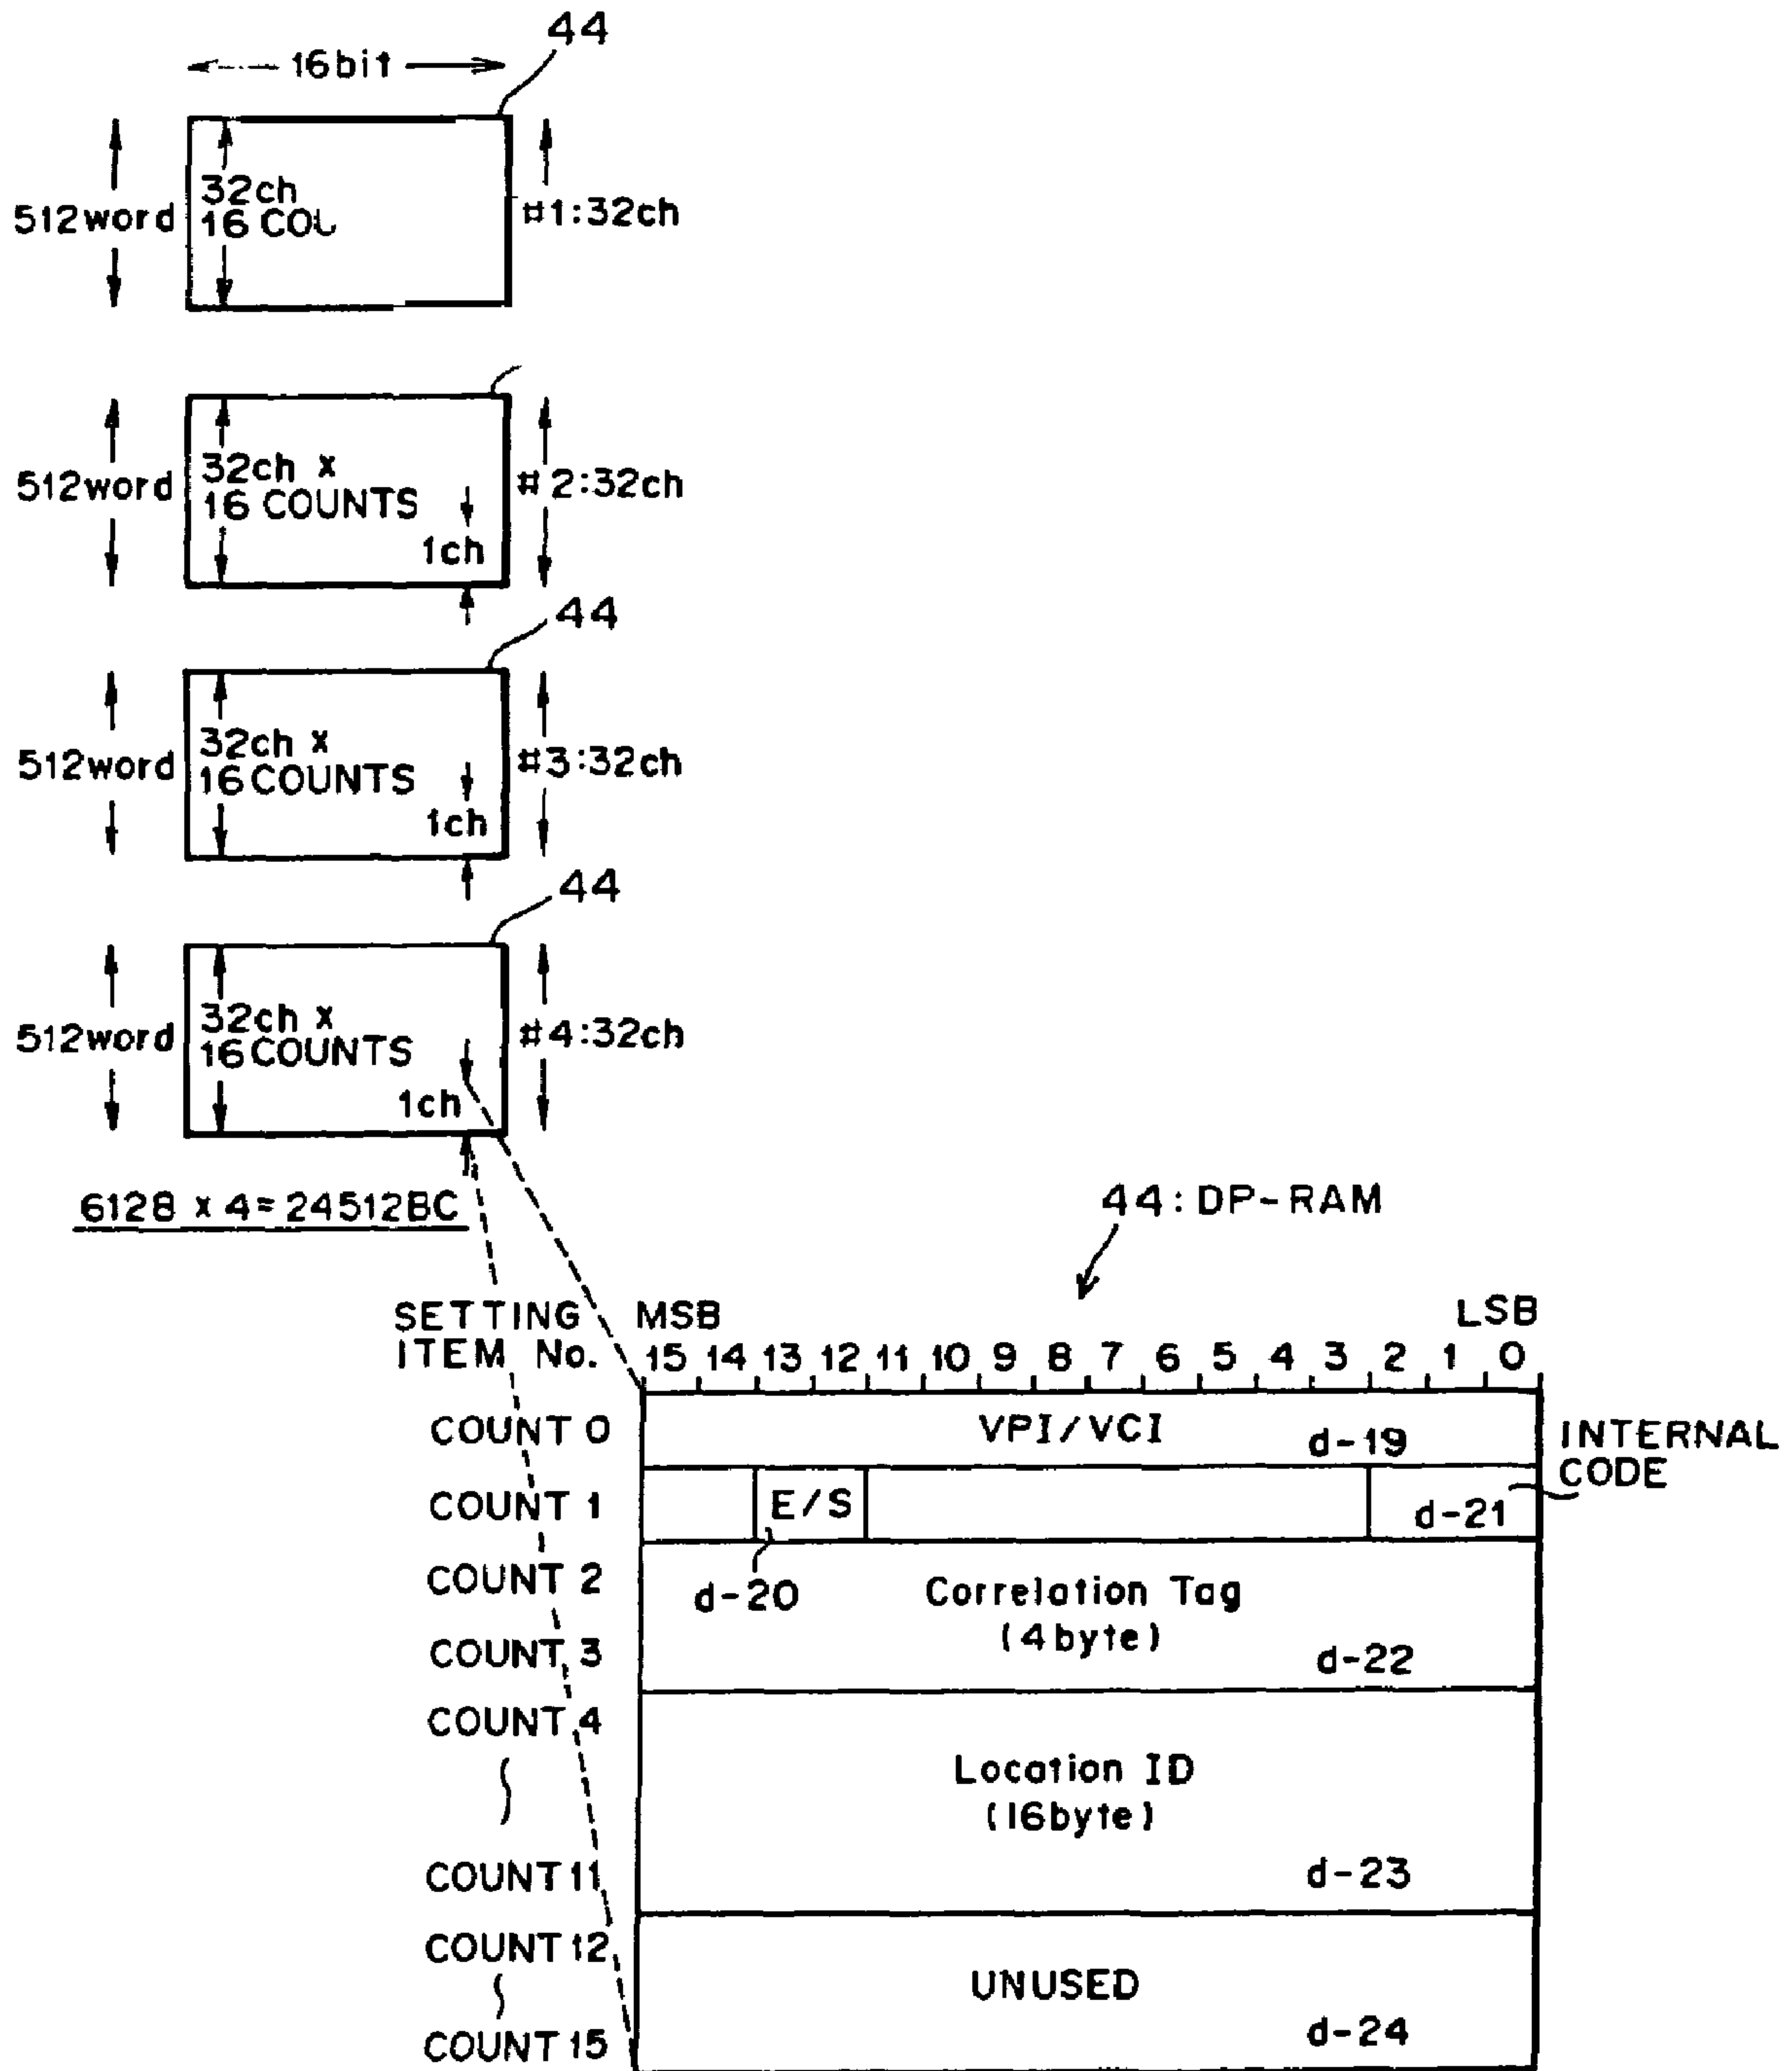 44
16bit
512word
32ch
16
#1:32ch
512word
32ch x
16 COUNTS
1ch
#2:32ch
44
512word
32ch x
16 COUNTS
1ch
#3:32ch
44
512word
32ch x
16 COUNTS
1ch
#4:32ch
6128 x 4=24512BC
44:DP-RAM
SETTING
ITEM No.
MSB
LSB
15 14 13 12 11 10 9 8 7 6 5 4 3 2 1 0
COUNT 0
VPI/VCI
d-19
INTERNAL
CODE
COUNT 1
E/S
d-21
COUNT 2
d-20
Correlation Tag
(4byte)
COUNT 3
d-22
COUNT 4
Location ID
(16byte)
COUNT 11
d-23
COUNT 12
UNUSED
COUNT 15
d-24